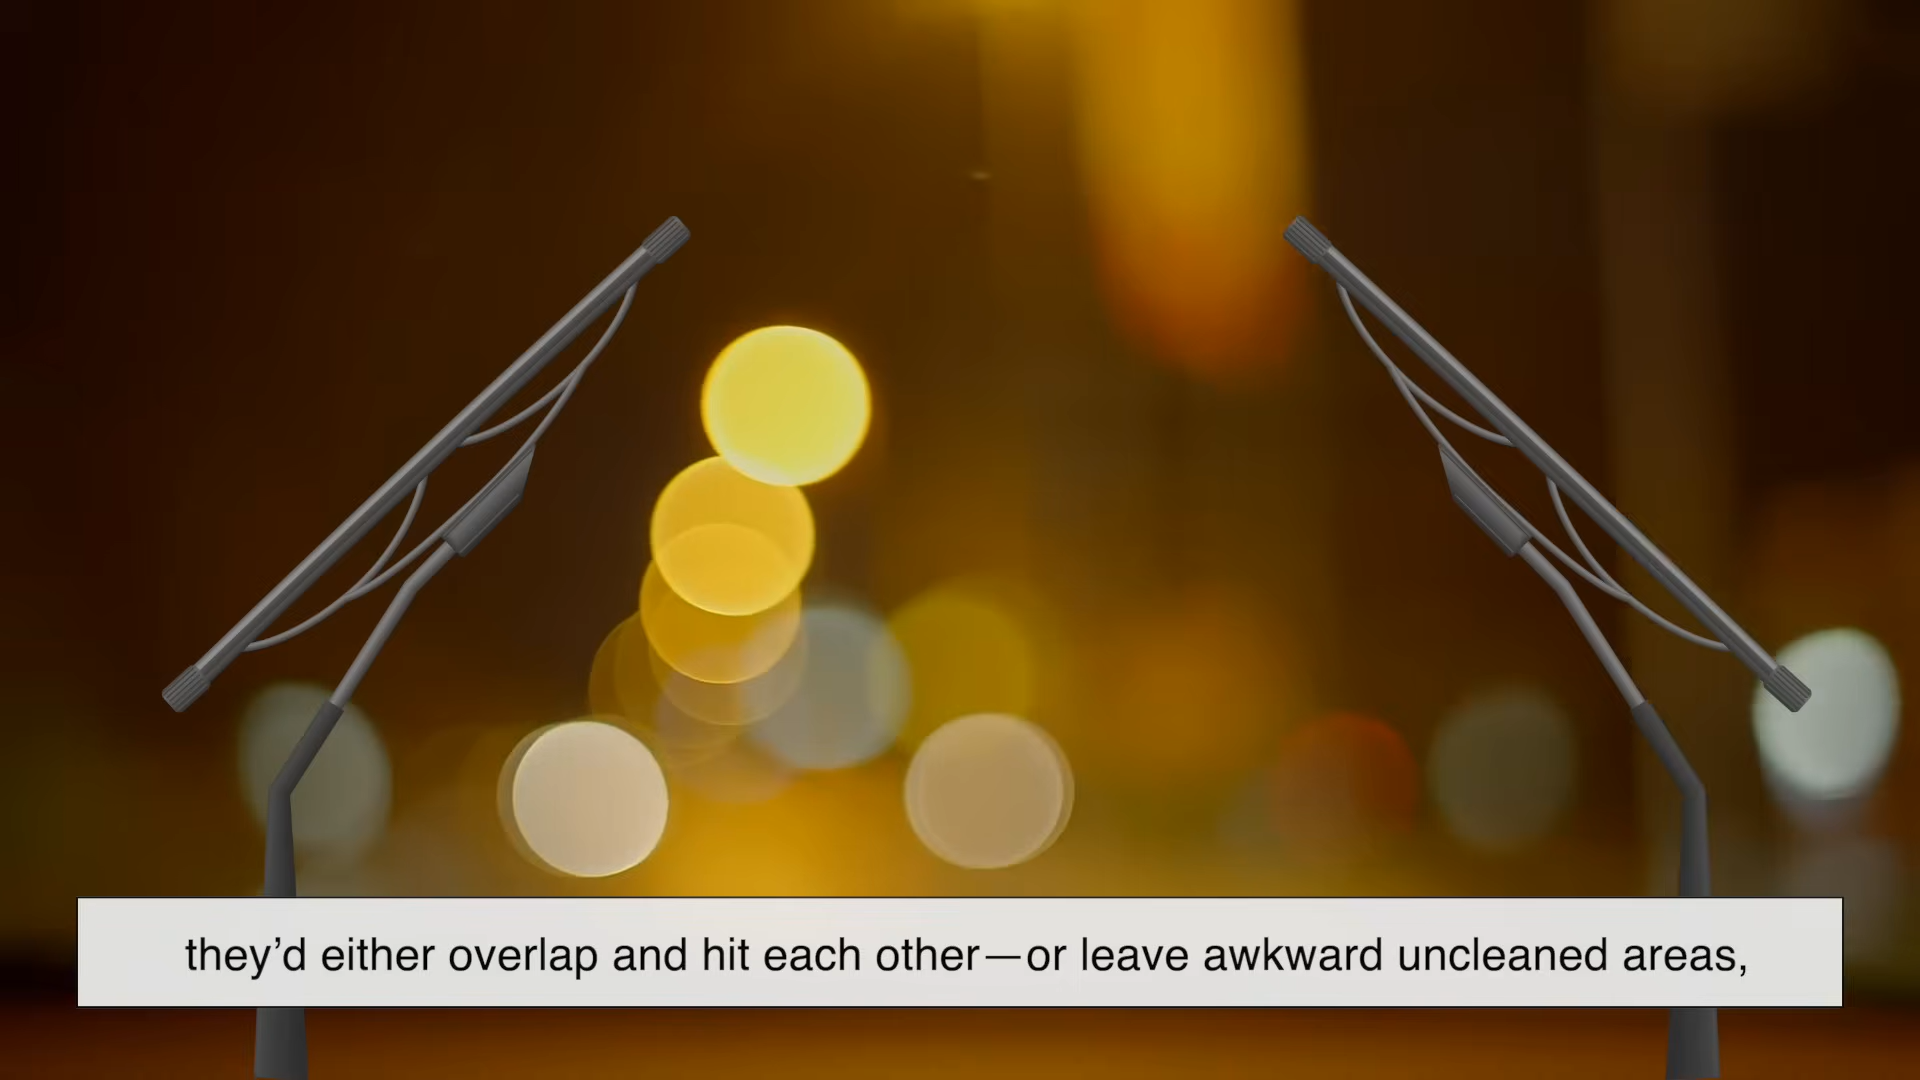 they’d either overlap and hit each other—or leave awkward uncleaned areas,